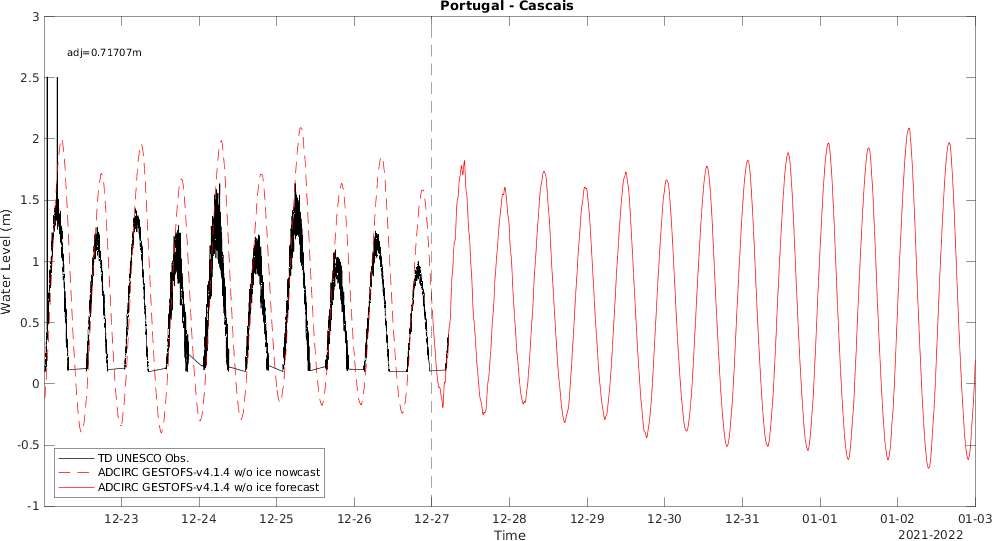 Portugal - Cascais
adj=0.71707m
3
2.5
2
1.5
1
0.5
0
-0.5
-1
Water Level (m)
TD UNESCO Obs.
ADCIRC GESTOFS-v4.1.4 w/o ice nowcast
ADCIRC GESTOFS-v4.1.4 w/o ice forecast
12-23 12-24 12-25 12-26 12-27 12-28 12-29 12-30 12-31 01-01 01-02 01-03
Time
2021-2022